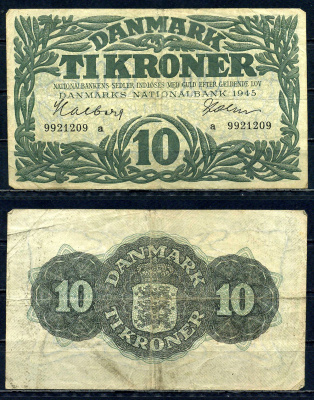 DANMARK
TI KRONER
NATIONALBANKENS SEDLER INDLØSES MED GULD EFTER GÆLDENDE LOV
DANMARKS NATIONALBANK 1945
Halberg
9921209 a a 9921209
10
DANMARK
10 10
TI KRONER